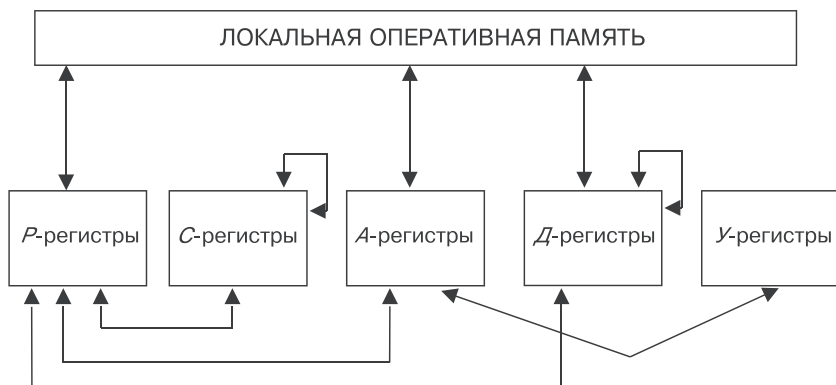 ЛОКАЛЬНАЯ ОПЕРАТИВНАЯ ПАМЯТЬ
Р-регистры
С-регистры
А-регистры
Д-регистры
У-регистры